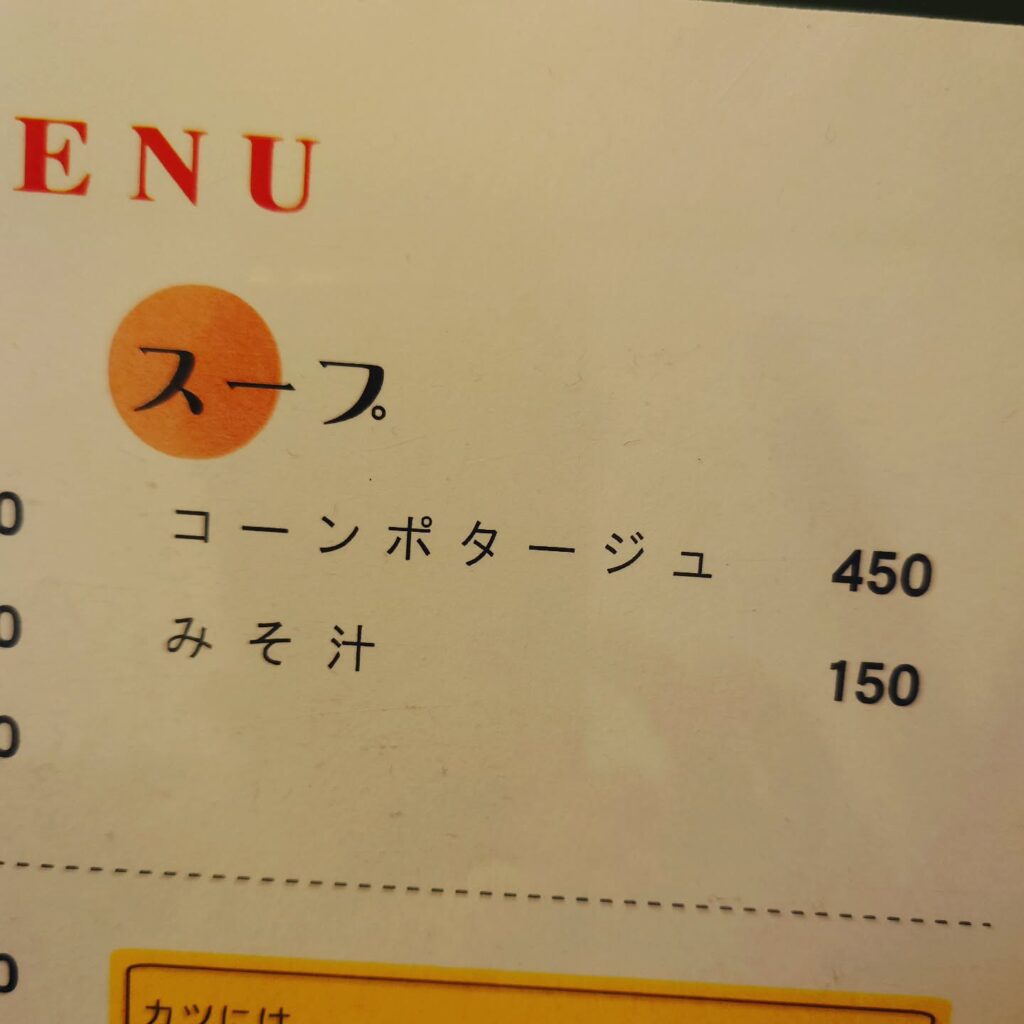 ENU
スープ
コーンポタージュ 450
みそ汁 150
カツには